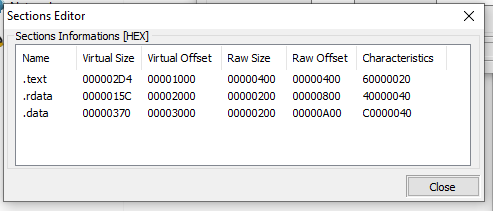 Sections Editor
Sections Informations [HEX]
Name Virtual Size Virtual Offset Raw Size Raw Offset Characteristics
.text 000002D4 00001000 00000400 00000400 60000020
.rdata 0000015C 00002000 00000200 00000800 40000040
.data 00000370 00003000 00000200 00000A00 C0000040
Close